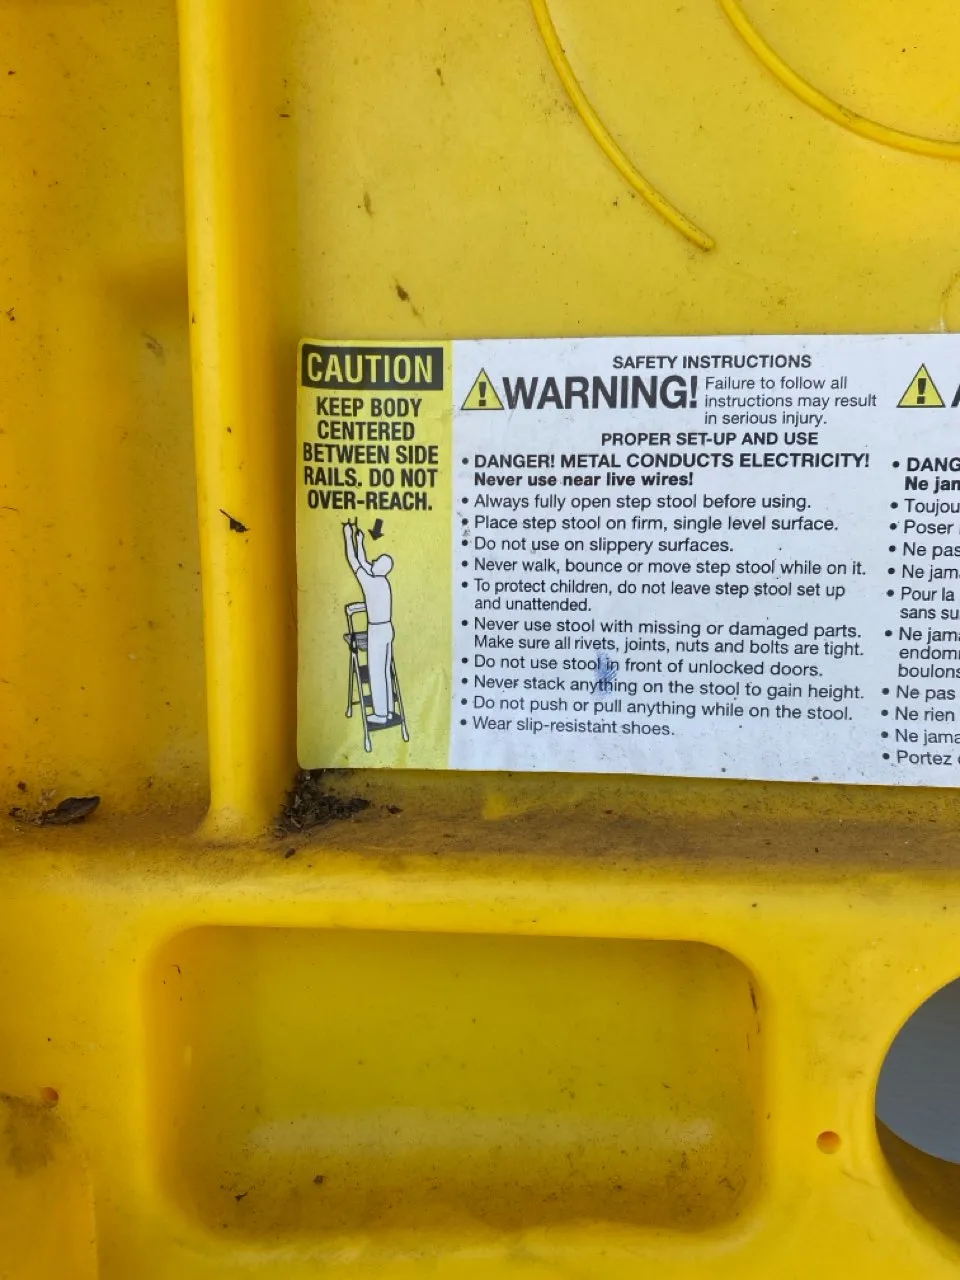 CAUTION
KEEP BODY
CENTERED
BETWEEN SIDE
RAILS. DO NOT
OVER-REACH.
SAFETY INSTRUCTIONS
WARNING! Failure to follow all
instructions may result
in serious injury.
PROPER SET-UP AND USE
• DANGER! METAL CONDUCTS ELECTRICITY!
Never use near live wires!
• Always fully open step stool before using.
• Place step stool on firm, single level surface.
• Do not use on slippery surfaces.
• Never walk, bounce or move step stool while on it.
• To protect children, do not leave step stool set up
and unattended.
• Never use stool with missing or damaged parts.
Make sure all rivets, joints, nuts and bolts are tight.
• Do not use stool in front of unlocked doors.
• Never stack anything on the stool to gain height.
• Do not push or pull anything while on the stool.
• Wear slip-resistant shoes.
• DANG
Ne jan
• Toujou
• Poser
• Ne pas
• Ne jam
• Pour la
sans su
• Ne jama
endom
boulons
• Ne pas
• Ne rien
• Ne jama
• Portez